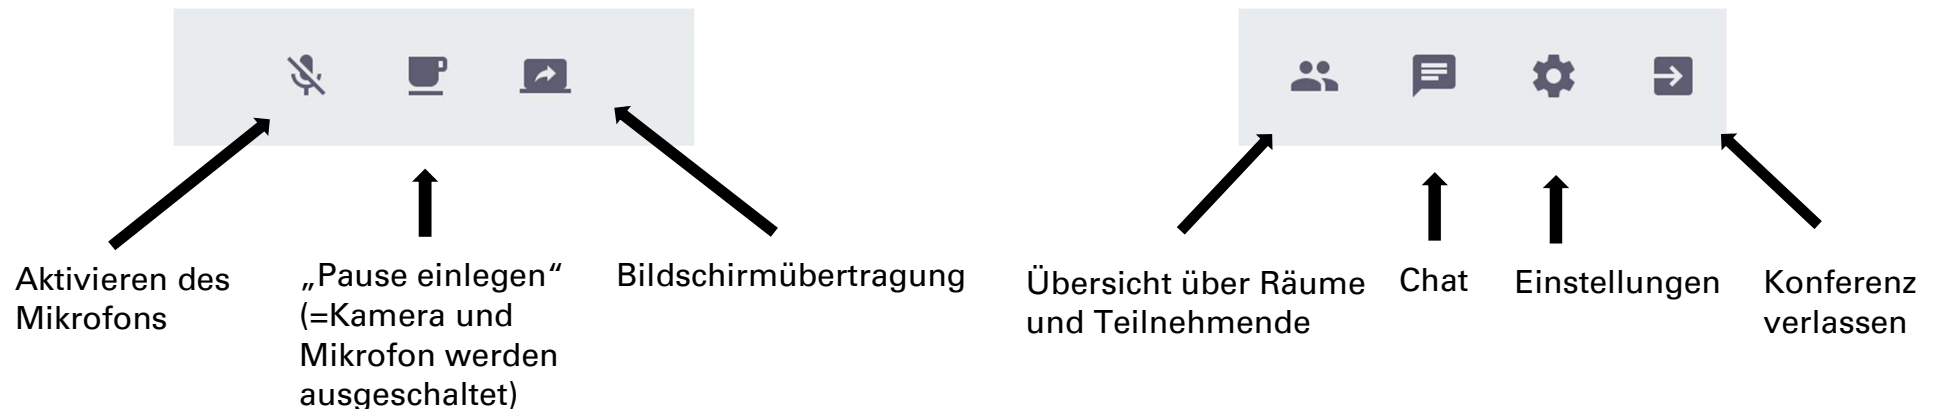 Aktivieren des
Mikrofons
„Pause einlegen“
(=Kamera und
Mikrofon werden
ausgeschaltet)
Bildschirmübertragung
Übersicht über Räume
und Teilnehmende
Chat
Einstellungen
Konferenz
verlassen